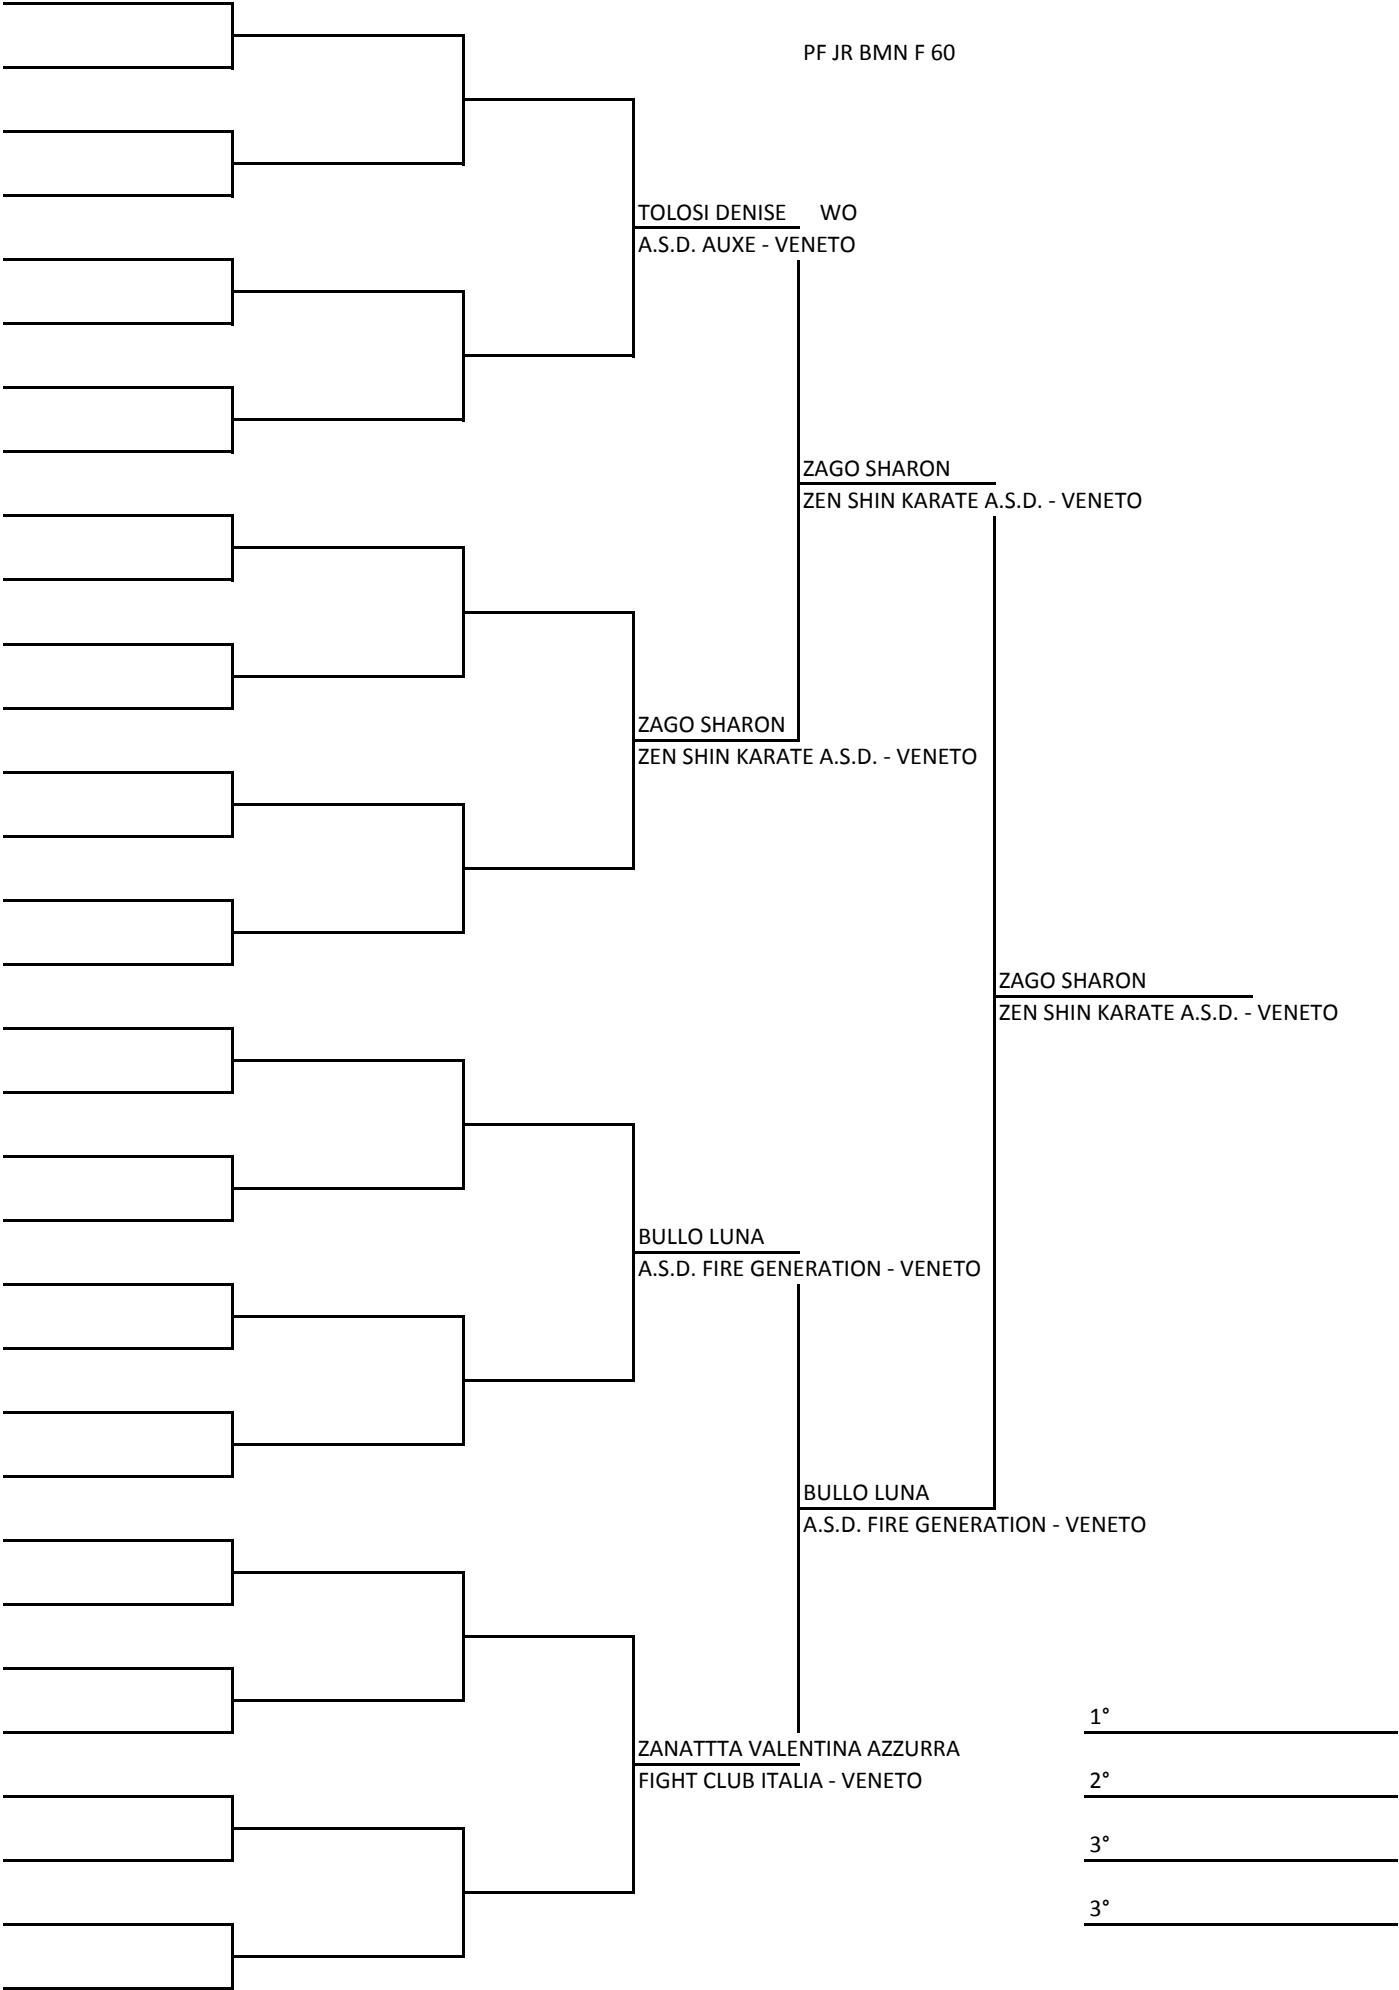 PF JR BMN F 60
TOLOSI DENISE WO
A.S.D. AUXE - VENETO
ZAGO SHARON
ZEN SHIN KARATE A.S.D. - VENETO
ZAGO SHARON
ZEN SHIN KARATE A.S.D. - VENETO
ZAGO SHARON
ZEN SHIN KARATE A.S.D. - VENETO
BULLO LUNA
A.S.D. FIRE GENERATION - VENETO
BULLO LUNA
A.S.D. FIRE GENERATION - VENETO
1°
ZANATTTA VALENTINA AZZURRA
FIGHT CLUB ITALIA - VENETO
2°
3°
3°